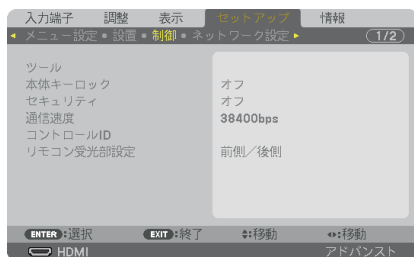 入力端子 調整 表示 セットアップ 情報
メニュー設定 • 設置 • 制御 • ネットワーク設定 1/2
ツール
本体キーロック オフ
セキュリティ オフ
通信速度 38400bps
コントロールID
リモコン受光部設定 前側／後側
ENTER:選択 EXIT:終了 :移動 :移動
HDMI アドバンスト